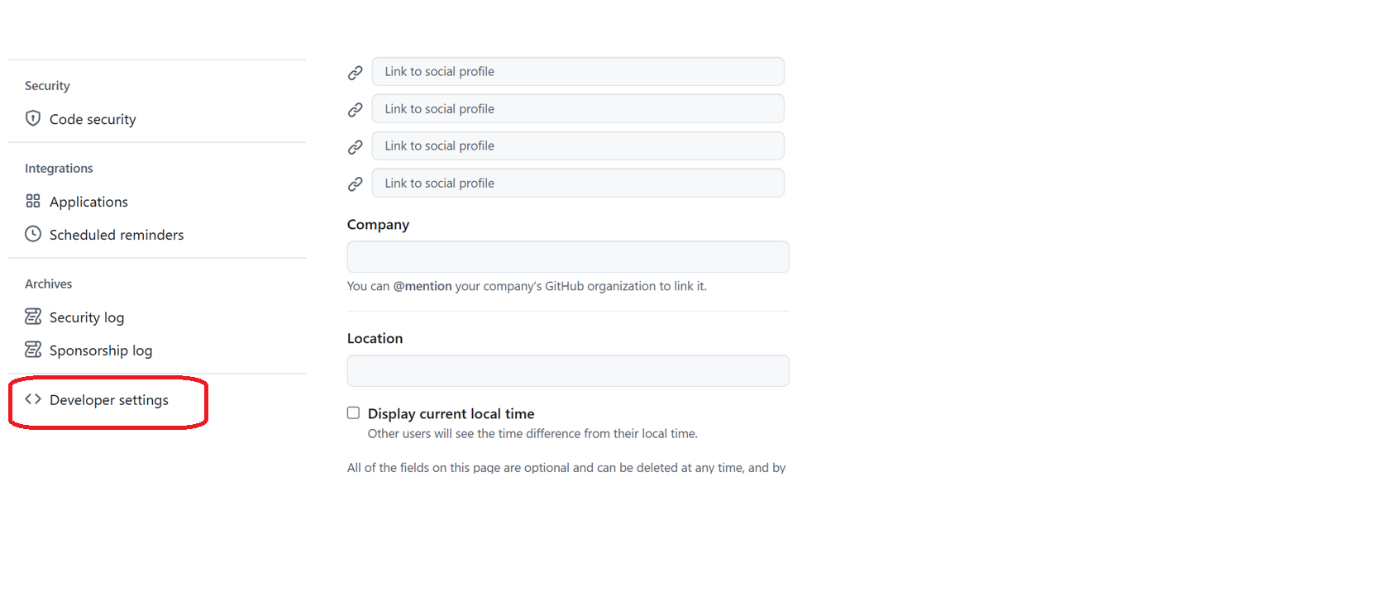 Security
Code security
Integrations
Applications
Scheduled reminders
Archives
Security log
Sponsorship log
Developer settings
Link to social profile
Link to social profile
Link to social profile
Link to social profile
Company
You can @mention your company's GitHub organization to link it.
Location
Display current local time
Other users will see the time difference from their local time.
All of the fields on this page are optional and can be deleted at any time, and by